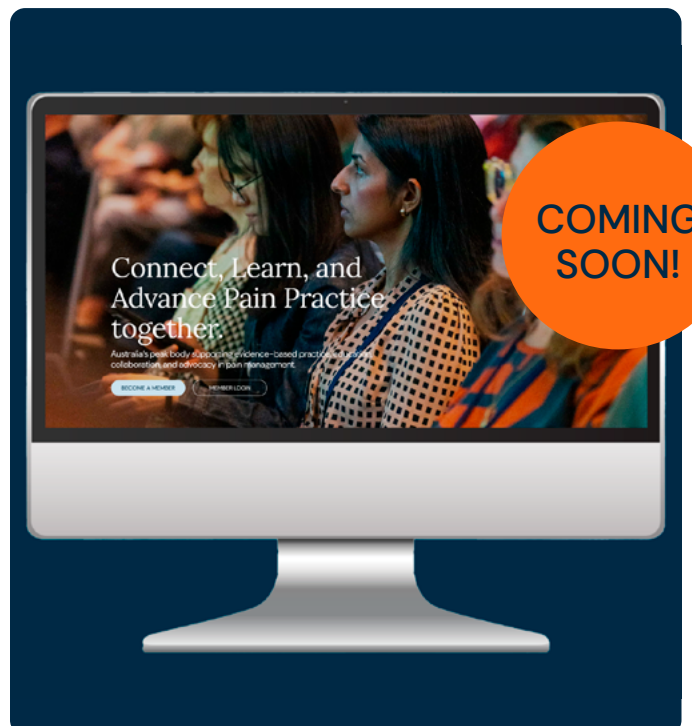 Connect, Learn, and
Advance Pain Practice
together.
Australia's peak body supporting evidence-based practice, education,
collaboration, and advocacy in pain management.
BECOME A MEMBER
MEMBER LOGIN
COMING
SOON!